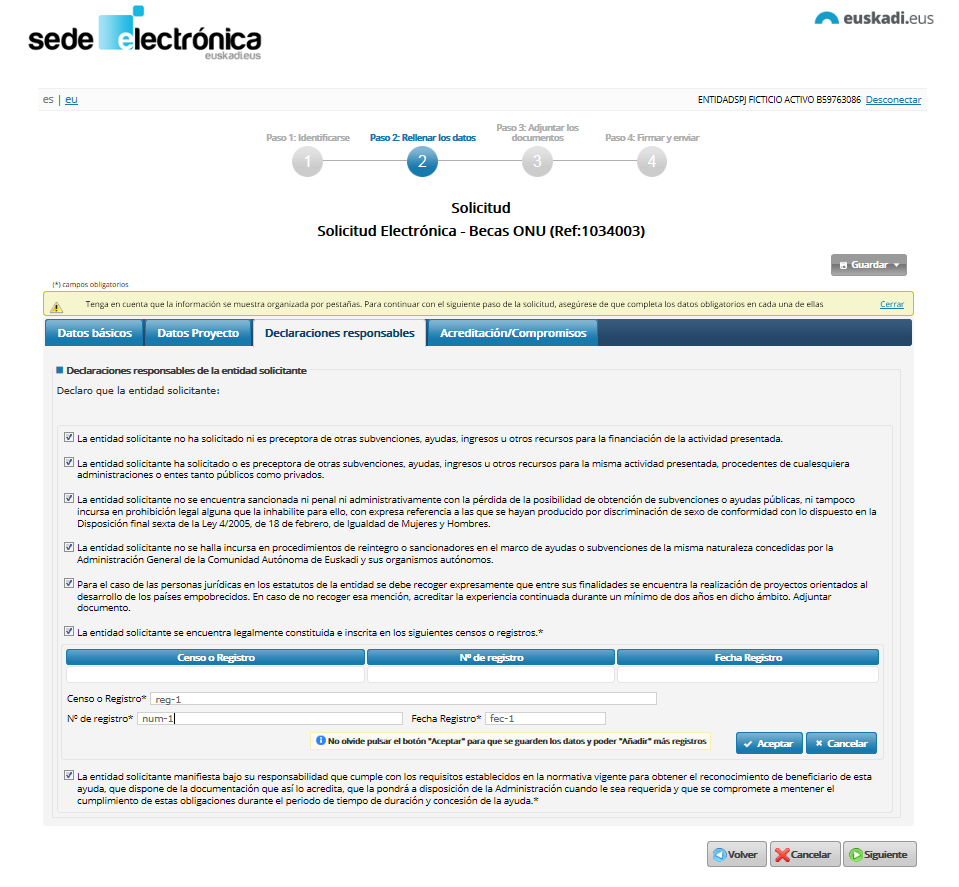 sede electrónica
euskadi.eus
euskadi.eus
es | eu
ENTIDADSPJ FICTICIO ACTIVO B59763086 Desconectar
Paso 1: Identificarse
Paso 2: Rellenar los datos
Paso 3: Adjuntar los
documentos
Paso 4: Firmar y enviar
1
2
3
4
Solicitud
Solicitud Electrónica - Becas ONU (Ref:1034003)
Guardar
(*) campos obligatorios
Tenga en cuenta que la información se muestra organizada por pestañas. Para continuar con el siguiente paso de la solicitud, asegúrese de que completa los datos obligatorios en cada una de ellas
Cerrar
Datos básicos
Datos Proyecto
Declaraciones responsables
Acreditación/Compromisos
Declaraciones responsables de la entidad solicitante
Declaro que la entidad solicitante:
La entidad solicitante no ha solicitado ni es preceptora de otras subvenciones, ayudas, ingresos u otros recursos para la financiación de la actividad presentada.
La entidad solicitante ha solicitado o es preceptora de otras subvenciones, ayudas, ingresos u otros recursos para la misma actividad presentada, procedentes de cualesquiera
administraciones o entes tanto públicos como privados.
La entidad solicitante no se encuentra sancionada ni penal ni administrativamente con la pérdida de la posibilidad de obtención de subvenciones o ayudas públicas, ni tampoco
incursa en prohibición legal alguna que la inhabilite para ello, con expresa referencia a las que se hayan producido por discriminación de sexo de conformidad con lo dispuesto en la
Disposición final sexta de la Ley 4/2005, de 18 de febrero, de Igualdad de Mujeres y Hombres.
La entidad solicitante no se halla incursa en procedimientos de reintegro o sancionadores en el marco de ayudas o subvenciones de la misma naturaleza concedidas por la
Administración General de la Comunidad Autónoma de Euskadi y sus organismos autónomos.
Para el caso de las personas jurídicas en los estatutos de la entidad se debe recoger expresamente que entre sus finalidades se encuentra la realización de proyectos orientados al
desarrollo de los países empobrecidos. En caso de no recoger esa mención, acreditar la experiencia continuada durante un mínimo de dos años en dicho ámbito. Adjuntar
documento.
La entidad solicitante se encuentra legalmente constituida e inscrita en los siguientes censos o registros.*
Censo o Registro
Nº de registro
Fecha Registro
Censo o Registro* reg-1
Nº de registro* num-1
Fecha Registro* fec-1
No olvide pulsar el botón "Aceptar" para que se guarden los datos y poder "Añadir" más registros
Aceptar
Cancelar
La entidad solicitante manifiesta bajo su responsabilidad que cumple con los requisitos establecidos en la normativa vigente para obtener el reconocimiento de beneficiario de esta
ayuda, que dispone de la documentación que así lo acredita, que la pondrá a disposición de la Administración cuando le sea requerida y que se compromete a mantener el
cumplimiento de estas obligaciones durante el periodo de tiempo de duración y concesión de la ayuda.*
Volver
Cancelar
Siguiente